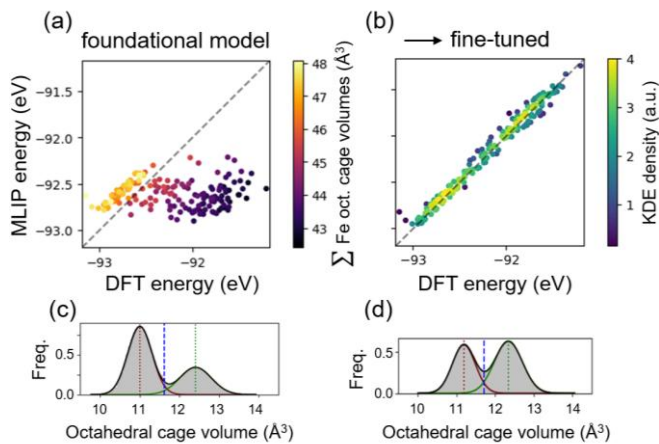 (a)
foundational model
MLIP energy (eV)
−91.5
−92.0
−92.5
−93.0
−93
−92
DFT energy (eV)
48
47
46
45
44
43
∑ Fe oct. cage volumes (Å³)
(b)
fine-tuned
−93
−92
DFT energy (eV)
4
3
2
1
KDE density (a.u.)
(c)
Freq.
0.5
0.0
10
11
12
13
14
Octahedral cage volume (Å³)
(d)
Freq.
0.5
0.0
10
11
12
13
14
Octahedral cage volume (Å³)